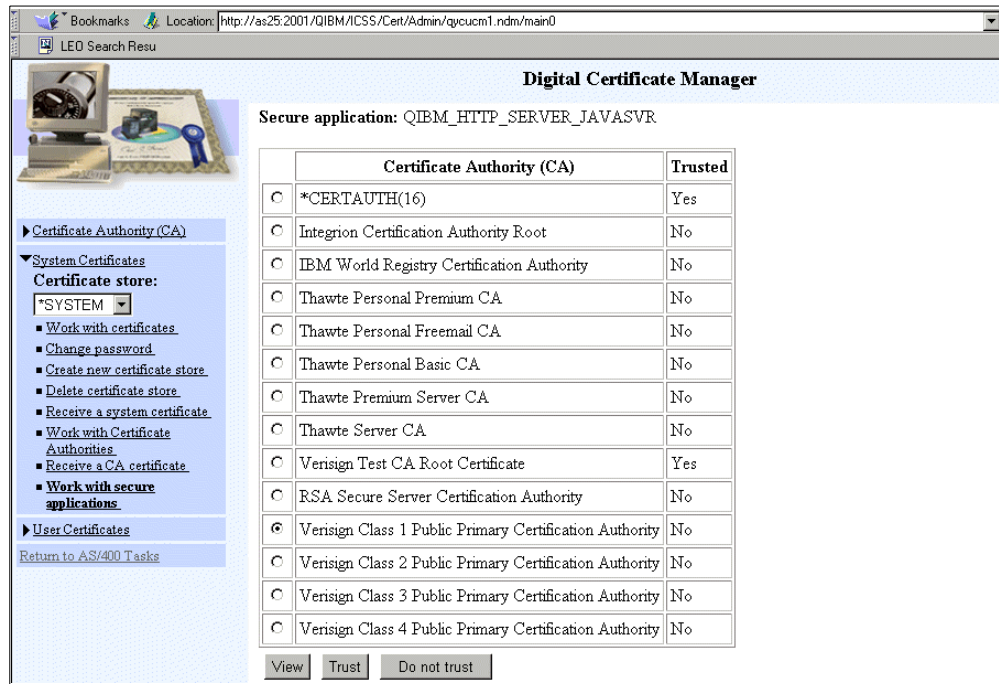 Bookmarks Location: http://as25:2001/QIBM/ICSS/Cert/Admin/qycucm1.ndm/main0
LEO Search Resu
Digital Certificate Manager
Secure application: QIBM_HTTP_SERVER_JAVASVR
Certificate Authority (CA)
System Certificates
Certificate store:
*SYSTEM
Work with certificates
Change password
Create new certificate store
Delete certificate store
Receive a system certificate
Work with Certificate
Authorities
Receive a CA certificate
Work with secure
applications
User Certificates
Return to AS/400 Tasks
Certificate Authority (CA) Trusted
*CERTAUTH(16) Yes
Integrion Certification Authority Root No
IBM World Registry Certification Authority No
Thawte Personal Premium CA No
Thawte Personal Freemail CA No
Thawte Personal Basic CA No
Thawte Premium Server CA No
Thawte Server CA No
Verisign Test CA Root Certificate Yes
RSA Secure Server Certification Authority No
Verisign Class 1 Public Primary Certification Authority No
Verisign Class 2 Public Primary Certification Authority No
Verisign Class 3 Public Primary Certification Authority No
Verisign Class 4 Public Primary Certification Authority No
View Trust Do not trust